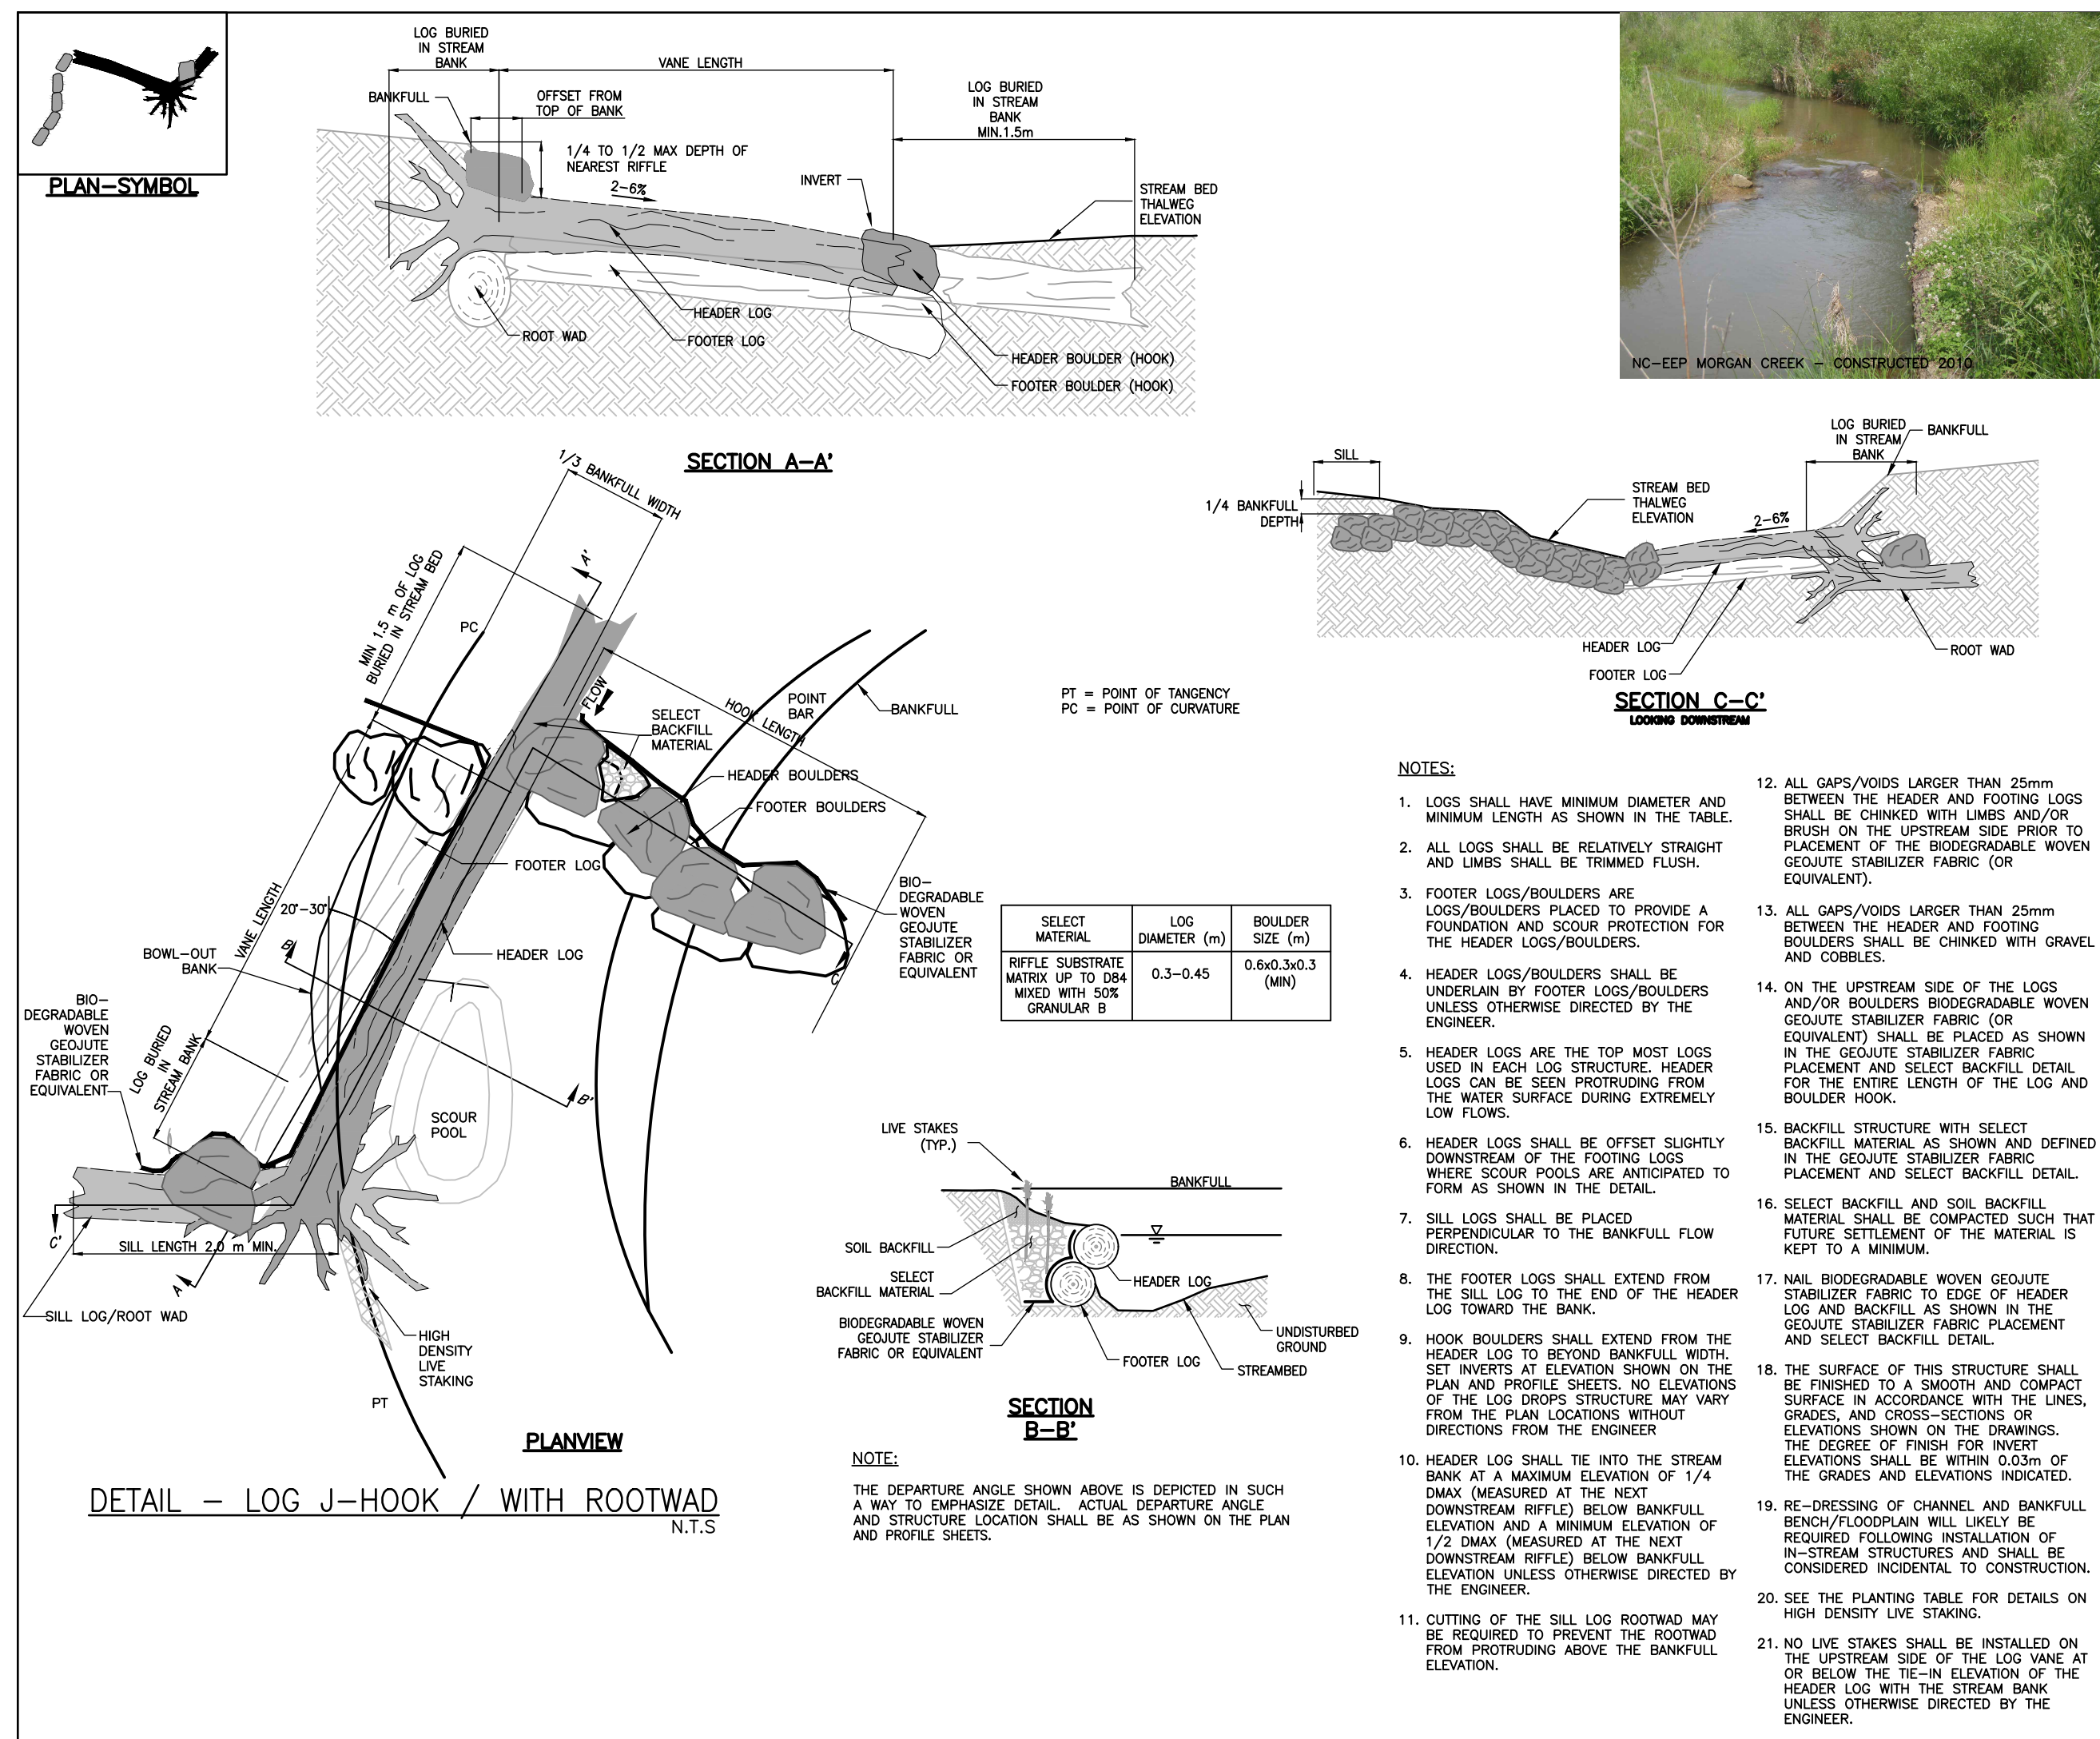 PLAN-SYMBOL
LOG BURIED
IN STREAM
BANK
VANE LENGTH
BANKFULL
OFFSET FROM
TOP OF BANK
1/4 TO 1/2 MAX DEPTH OF
NEAREST RIFFLE
2-6%
LOG BURIED
IN STREAM
BANK
MIN.1.5m
INVERT
STREAM BED
THALWEG
ELEVATION
HEADER LOG
FOOTER LOG
ROOT WAD
HEADER BOULDER (HOOK)
FOOTER BOULDER (HOOK)
SECTION A-A'
NC-EEP MORGAN CREEK - CONSTRUCTED 2010
SILL
1/4 BANKFULL
DEPTH
STREAM BED
THALWEG
ELEVATION
LOG BURIED
IN STREAM
BANK
BANKFULL
2-6%
HEADER LOG
FOOTER LOG
ROOT WAD
SECTION C-C'
LOOKING DOWNSTREAM
1/3 BANKFULL WIDTH
A'
MIN 1.5 m OF LOG
BURIED IN STREAM BED
PC
FLOW
HOOK LENGTH
POINT
BAR
BANKFULL
SELECT
BACKFILL
MATERIAL
HEADER BOULDERS
FOOTER BOULDERS
FOOTER LOG
VANE LENGTH
20°-30°
B
BOWL-OUT
BANK
HEADER LOG
BIO-
DEGRADABLE
WOVEN
GEOJUTE
STABILIZER
FABRIC OR
EQUIVALENT
C
BIO-
DEGRADABLE
WOVEN
GEOJUTE
STABILIZER
FABRIC OR
EQUIVALENT
LOG BURIED
IN
STREAM BANK
SCOUR
POOL
B'
C'
SILL LENGTH 2.0 m MIN.
A
SILL LOG/ROOT WAD
HIGH
DENSITY
LIVE
STAKING
PT
PLANVIEW
DETAIL - LOG J-HOOK / WITH ROOTWAD
N.T.S
PT = POINT OF TANGENCY
PC = POINT OF CURVATURE
SELECT
MATERIAL
LOG
DIAMETER (m)
BOULDER
SIZE (m)
RIFFLE SUBSTRATE
MATRIX UP TO D84
MIXED WITH 50%
GRANULAR B
0.3-0.45
0.6x0.3x0.3
(MIN)
LIVE STAKES
(TYP.)
BANKFULL
SOIL BACKFILL
SELECT
BACKFILL MATERIAL
HEADER LOG
BIODEGRADABLE WOVEN
GEOJUTE STABILIZER
FABRIC OR EQUIVALENT
FOOTER LOG
UNDISTURBED
GROUND
STREAMBED
SECTION
B-B'
NOTE:
THE DEPARTURE ANGLE SHOWN ABOVE IS DEPICTED IN SUCH
A WAY TO EMPHASIZE DETAIL. ACTUAL DEPARTURE ANGLE
AND STRUCTURE LOCATION SHALL BE AS SHOWN ON THE PLAN
AND PROFILE SHEETS.
NOTES:
1. LOGS SHALL HAVE MINIMUM DIAMETER AND
MINIMUM LENGTH AS SHOWN IN THE TABLE.
2. ALL LOGS SHALL BE RELATIVELY STRAIGHT
AND LIMBS SHALL BE TRIMMED FLUSH.
3. FOOTER LOGS/BOULDERS ARE
LOGS/BOULDERS PLACED TO PROVIDE A
FOUNDATION AND SCOUR PROTECTION FOR
THE HEADER LOGS/BOULDERS.
4. HEADER LOGS/BOULDERS SHALL BE
UNDERLAIN BY FOOTER LOGS/BOULDERS
UNLESS OTHERWISE DIRECTED BY THE
ENGINEER.
5. HEADER LOGS ARE THE TOP MOST LOGS
USED IN EACH LOG STRUCTURE. HEADER
LOGS CAN BE SEEN PROTRUDING FROM
THE WATER SURFACE DURING EXTREMELY
LOW FLOWS.
6. HEADER LOGS SHALL BE OFFSET SLIGHTLY
DOWNSTREAM OF THE FOOTING LOGS
WHERE SCOUR POOLS ARE ANTICIPATED TO
FORM AS SHOWN IN THE DETAIL.
7. SILL LOGS SHALL BE PLACED
PERPENDICULAR TO THE BANKFULL FLOW
DIRECTION.
8. THE FOOTER LOGS SHALL EXTEND FROM
THE SILL LOG TO THE END OF THE HEADER
LOG TOWARD THE BANK.
9. HOOK BOULDERS SHALL EXTEND FROM THE
HEADER LOG TO BEYOND BANKFULL WIDTH.
SET INVERTS AT ELEVATION SHOWN ON THE
PLAN AND PROFILE SHEETS. NO ELEVATIONS
OF THE LOG DROPS STRUCTURE MAY VARY
FROM THE PLAN LOCATIONS WITHOUT
DIRECTIONS FROM THE ENGINEER
10. HEADER LOG SHALL TIE INTO THE STREAM
BANK AT A MAXIMUM ELEVATION OF 1/4
DMAX (MEASURED AT THE NEXT
DOWNSTREAM RIFFLE) BELOW BANKFULL
ELEVATION AND A MINIMUM ELEVATION OF
1/2 DMAX (MEASURED AT THE NEXT
DOWNSTREAM RIFFLE) BELOW BANKFULL
ELEVATION UNLESS OTHERWISE DIRECTED BY
THE ENGINEER.
11. CUTTING OF THE SILL LOG ROOTWAD MAY
BE REQUIRED TO PREVENT THE ROOTWAD
FROM PROTRUDING ABOVE THE BANKFULL
ELEVATION.
12. ALL GAPS/VOIDS LARGER THAN 25mm
BETWEEN THE HEADER AND FOOTING LOGS
SHALL BE CHINKED WITH LIMBS AND/OR
BRUSH ON THE UPSTREAM SIDE PRIOR TO
PLACEMENT OF THE BIODEGRADABLE WOVEN
GEOJUTE STABILIZER FABRIC (OR
EQUIVALENT).
13. ALL GAPS/VOIDS LARGER THAN 25mm
BETWEEN THE HEADER AND FOOTING
BOULDERS SHALL BE CHINKED WITH GRAVEL
AND COBBLES.
14. ON THE UPSTREAM SIDE OF THE LOGS
AND/OR BOULDERS BIODEGRADABLE WOVEN
GEOJUTE STABILIZER FABRIC (OR
EQUIVALENT) SHALL BE PLACED AS SHOWN
IN THE GEOJUTE STABILIZER FABRIC
PLACEMENT AND SELECT BACKFILL DETAIL
FOR THE ENTIRE LENGTH OF THE LOG AND
BOULDER HOOK.
15. BACKFILL STRUCTURE WITH SELECT
BACKFILL MATERIAL AS SHOWN AND DEFINED
IN THE GEOJUTE STABILIZER FABRIC
PLACEMENT AND SELECT BACKFILL DETAIL.
16. SELECT BACKFILL AND SOIL BACKFILL
MATERIAL SHALL BE COMPACTED SUCH THAT
FUTURE SETTLEMENT OF THE MATERIAL IS
KEPT TO A MINIMUM.
17. NAIL BIODEGRADABLE WOVEN GEOJUTE
STABILIZER FABRIC TO EDGE OF HEADER
LOG AND BACKFILL AS SHOWN IN THE
GEOJUTE STABILIZER FABRIC PLACEMENT
AND SELECT BACKFILL DETAIL.
18. THE SURFACE OF THIS STRUCTURE SHALL
BE FINISHED TO A SMOOTH AND COMPACT
SURFACE IN ACCORDANCE WITH THE LINES,
GRADES, AND CROSS-SECTIONS OR
ELEVATIONS SHOWN ON THE DRAWINGS.
THE DEGREE OF FINISH FOR INVERT
ELEVATIONS SHALL BE WITHIN 0.03m OF
THE GRADES AND ELEVATIONS INDICATED.
19. RE-DRESSING OF CHANNEL AND BANKFULL
BENCH/FLOODPLAIN WILL LIKELY BE
REQUIRED FOLLOWING INSTALLATION OF
IN-STREAM STRUCTURES AND SHALL BE
CONSIDERED INCIDENTAL TO CONSTRUCTION.
20. SEE THE PLANTING TABLE FOR DETAILS ON
HIGH DENSITY LIVE STAKING.
21. NO LIVE STAKES SHALL BE INSTALLED ON
THE UPSTREAM SIDE OF THE LOG VANE AT
OR BELOW THE TIE-IN ELEVATION OF THE
HEADER LOG WITH THE STREAM BANK
UNLESS OTHERWISE DIRECTED BY THE
ENGINEER.